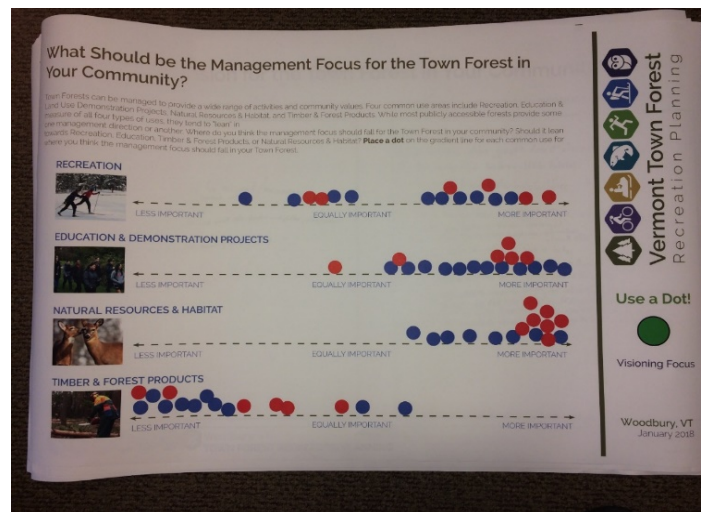 What Should be the Management Focus for the Town Forest in
Your Community?
Town Forests can be managed to provide a wide range of activities and community values. Four common use areas include Recreation, Education &
Land Use Demonstration Projects, Natural Resources & Habitat, and Timber & Forest Products. While most publicly accessible forests provide some
measure of all four types of uses, they tend to "lean" in
one management direction or another. Where do you think the management focus should fall for the Town Forest in your community? Should it lean
towards Recreation, Education, Timber & Forest Products, or Natural Resources & Habitat? Place a dot on the gradient line for each common use for
where you think the management focus should fall in your Town Forest.
RECREATION
LESS IMPORTANT EQUALLY IMPORTANT MORE IMPORTANT
EDUCATION & DEMONSTRATION PROJECTS
LESS IMPORTANT EQUALLY IMPORTANT MORE IMPORTANT
NATURAL RESOURCES & HABITAT
LESS IMPORTANT EQUALLY IMPORTANT MORE IMPORTANT
TIMBER & FOREST PRODUCTS
LESS IMPORTANT EQUALLY IMPORTANT MORE IMPORTANT
Vermont Town Forest
Recreation Planning
Use a Dot!
Visioning Focus
Woodbury, VT
January 2018